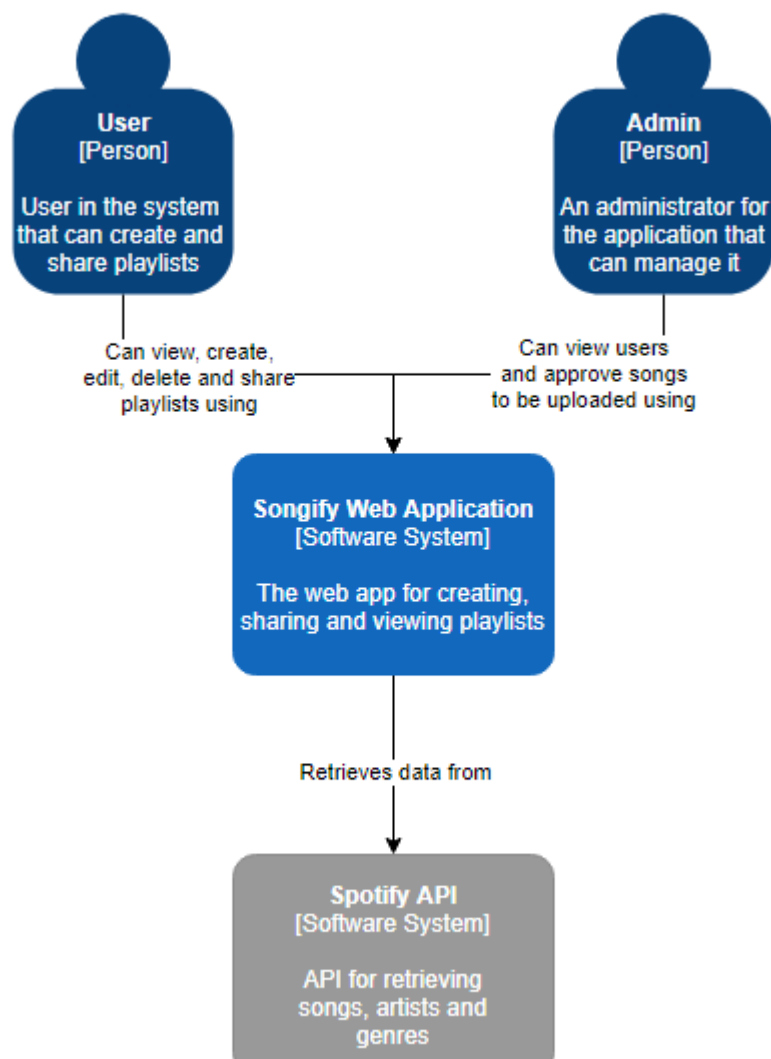 User
[Person]
User in the system
that can create and
share playlists
Admin
[Person]
An administrator for
the application that
can manage it
Can view, create,
edit, delete and share
playlists using
Can view users
and approve songs
to be uploaded using
Songify Web Application
[Software System]
The web app for creating,
sharing and viewing playlists
Retrieves data from
Spotify API
[Software System]
API for retrieving
songs, artists and
genres